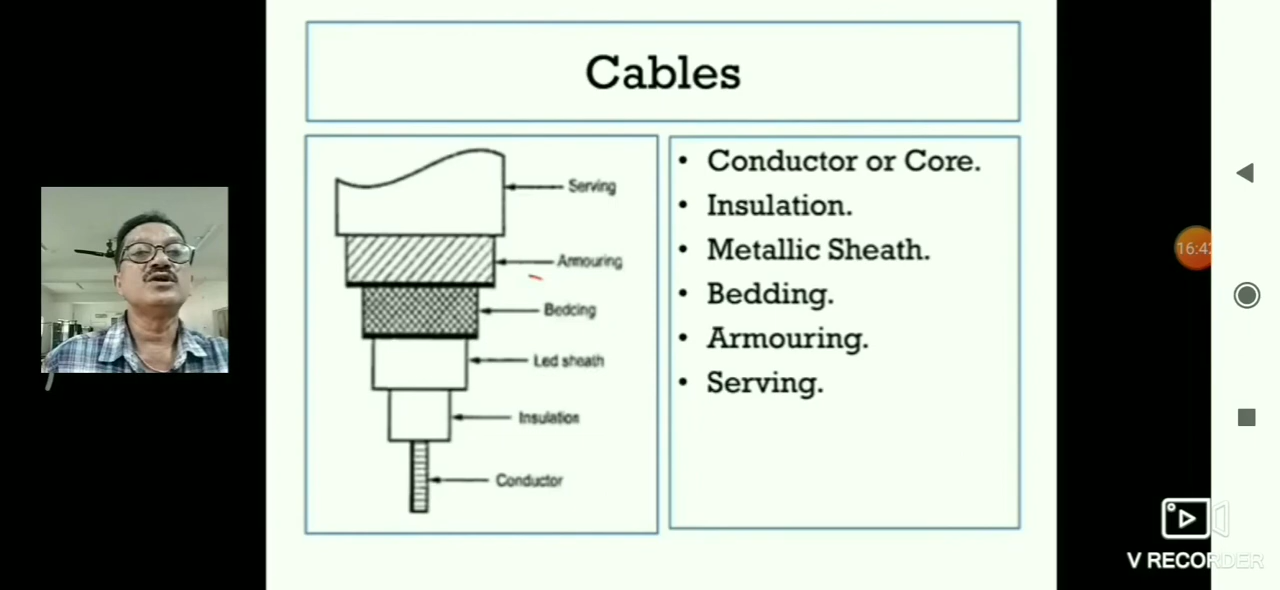 Cables
Serving
Armouring
Bedding
Led sheath
Insulation
Conductor
• Conductor or Core.
• Insulation.
• Metallic Sheath.
• Bedding.
• Armouring.
• Serving.
16:42
V RECORDER